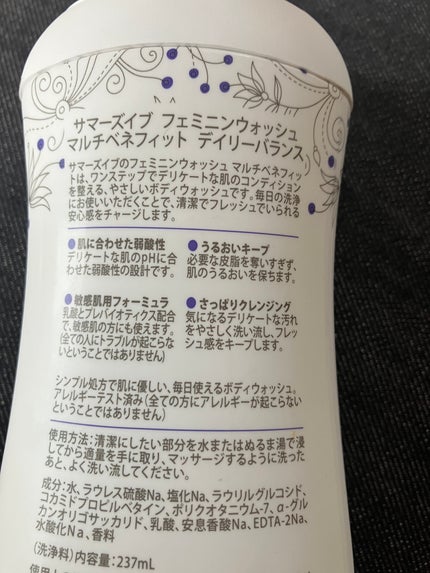 サマーズイブ フェミニンウォッシュ
マルチベネフィット デイリーバランス
サマーズイブのフェミニンウォッシュ マルチベネフィッ
トは、ワンステップでデリケートな肌のコンディション
を整える、やさしいボディウォッシュです。毎日の洗浄
にお使いただくことで、清潔でフレッシュでいられる
安心感をチャージします。
●肌に合わせた弱酸性
デリケートな肌のpHに合
わせた弱酸性の設計です。
●うるおいキープ
必要な皮脂を奪いすぎず、
肌のうるおいを保ちます。
●敏感肌用フォーミュラ
乳酸とプレバイオティクス配合
で、敏感肌の方にも使えます。
(全ての人にトラブルが起こらな
いということではありません)
●さっぱりクレンジング
気になるデリケートな汚れ
をやさしく洗い流し、フレッ
シュ感をキープします。
シンプル処方で肌に優しい、毎日使えるボディウォッシュ。
アレルギーテスト済み(全ての方にアレルギーが起こらない
ということではありません)
使用方法:清潔にしたい部分を水またはぬるま湯で浸
してから適量を手に取り、マッサージするように洗った
あと、よく洗い流してください。
成分:水、ラウレス硫酸Na、塩化Na、ラウリルグルコシド、
コカミドプロピルベタイン、ポリクオタニウム-7、α-グル
カンオリゴサッカリド、乳酸、安息香酸Na、EDTA-2Na、
水酸化Na、香料
(洗浄料)内容量:237mL